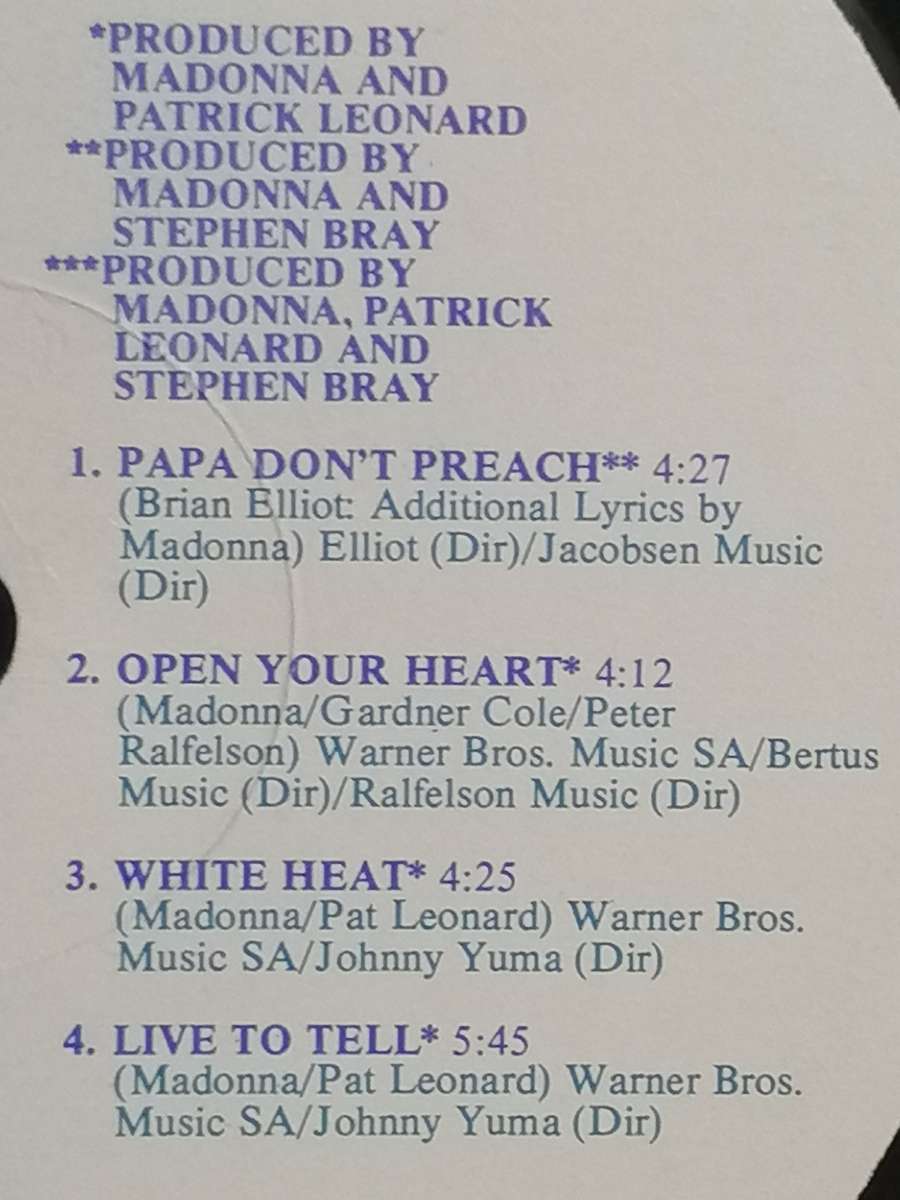 *PRODUCED BY
MADONNA AND
PATRICK LEONARD
**PRODUCED BY
MADONNA AND
STEPHEN BRAY
***PRODUCED BY
MADONNA, PATRICK
LEONARD AND
STEPHEN BRAY
1. PAPA DON'T PREACH** 4:27
(Brian Elliot: Additional Lyrics by
Madonna) Elliot (Dir)/Jacobsen Music
(Dir)
2. OPEN YOUR HEART* 4:12
(Madonna/Gardner Cole/Peter
Ralfelson) Warner Bros. Music SA/Bertus
Music (Dir)/Ralfelson Music (Dir)
3. WHITE HEAT* 4:25
(Madonna/Pat Leonard) Warner Bros.
Music SA/Johnny Yuma (Dir)
4. LIVE TO TELL* 5:45
(Madonna/Pat Leonard) Warner Bros.
Music SA/Johnny Yuma (Dir)